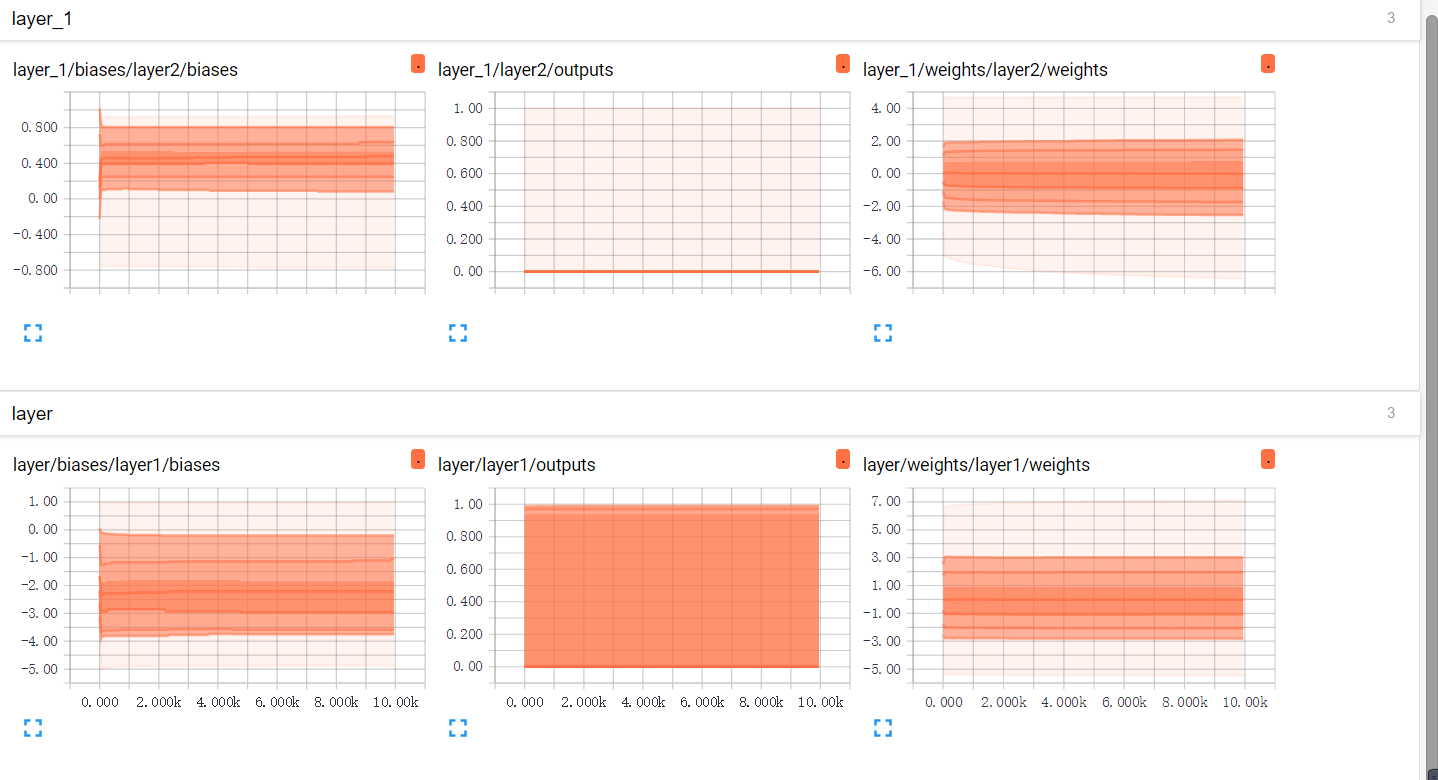 layer_1 3
layer_1/biases/layer2/biases . layer_1/layer2/outputs . layer_1/weights/layer2/weights .
0.800 0.400 0.00 -0.400 -0.800
1.00 0.800 0.600 0.400 0.200 0.00
4.00 2.00 0.00 -2.00 -4.00 -6.00
layer 3
layer/biases/layer1/biases . layer/layer1/outputs . layer/weights/layer1/weights .
1.00 0.00 -1.00 -2.00 -3.00 -4.00 -5.00
1.00 0.800 0.600 0.400 0.200 0.00
7.00 5.00 3.00 1.00 -1.00 -3.00 -5.00
0.000 2.000k 4.000k 6.000k 8.000k 10.00k
0.000 2.000k 4.000k 6.000k 8.000k 10.00k
0.000 2.000k 4.000k 6.000k 8.000k 10.00k